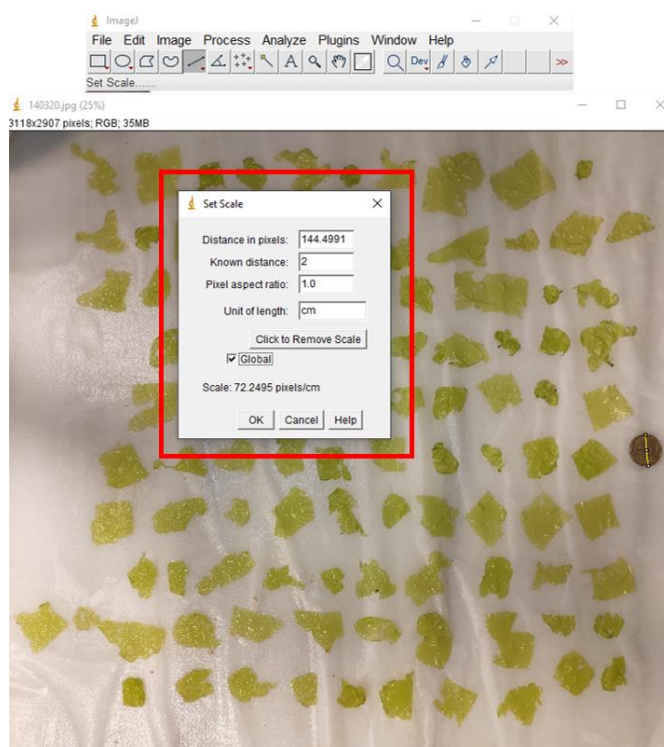 ImageJ
File Edit Image Process Analyze Plugins Window Help
A Dev >>
Set Scale......
140320.jpg (25%)
3118x2907 pixels; RGB; 35MB
Set Scale
Distance in pixels: 144.4991
Known distance: 2
Pixel aspect ratio: 1.0
Unit of length: cm
Click to Remove Scale
Global
Scale: 72.2495 pixels/cm
OK Cancel Help